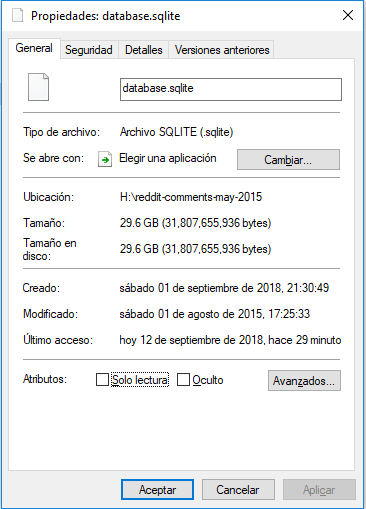 Propiedades: database.sqlite
General Seguridad Detalles Versiones anteriores
database.sqlite
Tipo de archivo: Archivo SQLITE (.sqlite)
Se abre con: Elegir una aplicación Cambiar...
Ubicación: H:\reddit-comments-may-2015
Tamaño: 29.6 GB (31,807,655,936 bytes)
Tamaño en
disco: 29.6 GB (31,807,655,936 bytes)
Creado: sábado 01 de septiembre de 2018, 21:30:49
Modificado: sábado 01 de agosto de 2015, 17:25:33
Último acceso: hoy 12 de septiembre de 2018, hace 29 minuto
Atributos: Solo lectura Oculto Avanzados...
Aceptar Cancelar Aplicar